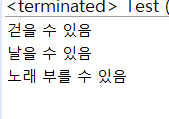 <terminated> Test (
걷을 수 있음
날을 수 있음
노래 부를 수 있음